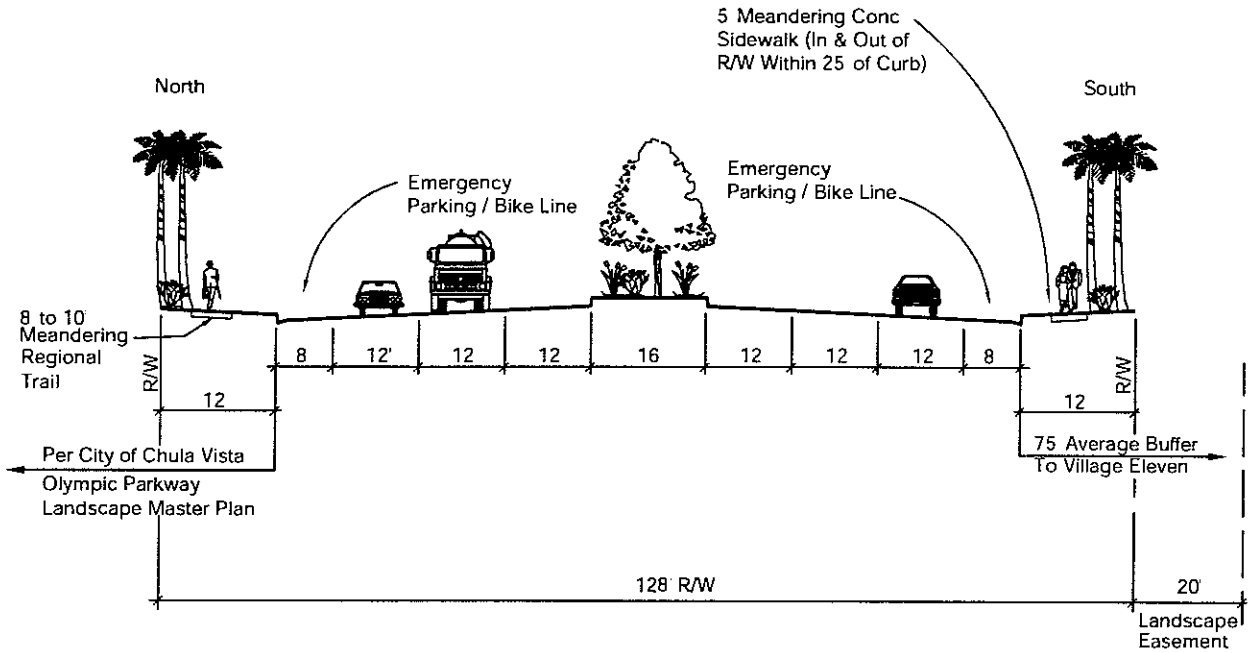 5 Meandering Conc
Sidewalk (In & Out of
R/W Within 25 of Curb)
North
South
Emergency
Parking / Bike Line
Emergency
Parking / Bike Line
8 to 10'
Meandering
Regional
Trail
R/W
8
12'
12
12
16
12
12
12
8
R/W
12
12
Per City of Chula Vista
Olympic Parkway
Landscape Master Plan
75 Average Buffer
To Village Eleven
128' R/W
20'
Landscape
Easement